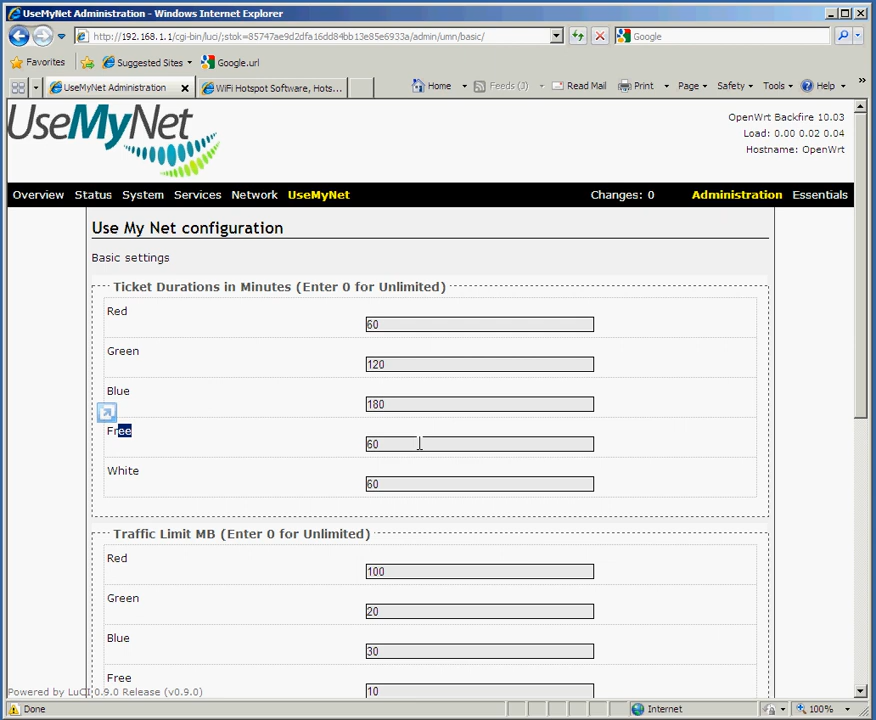 UseMyNet Administration - Windows Internet Explorer
http://192.168.1.1/cgi-bin/luci/;stok=85747ae9d2dfa16dd84bb13e85e6933a/admin/umn/basic/
Google
Favorites
Suggested Sites
Google.url
UseMyNet Administration
WiFi Hotspot Software, Hots...
Home
Feeds (J)
Read Mail
Print
Page
Safety
Tools
Help
»
UseMyNet
OpenWrt Backfire 10.03
Load: 0.00 0.02 0.04
Hostname: OpenWrt
Overview
Status
System
Services
Network
UseMyNet
Changes: 0
Administration
Essentials
Use My Net configuration
Basic settings
Ticket Durations in Minutes (Enter 0 for Unlimited)
Red
60
Green
120
Blue
180
Free
60
White
60
Traffic Limit MB (Enter 0 for Unlimited)
Red
100
Green
20
Blue
30
Free
10
Powered by LuCI 0.9.0 Release (v0.9.0)
Done
Internet
100%